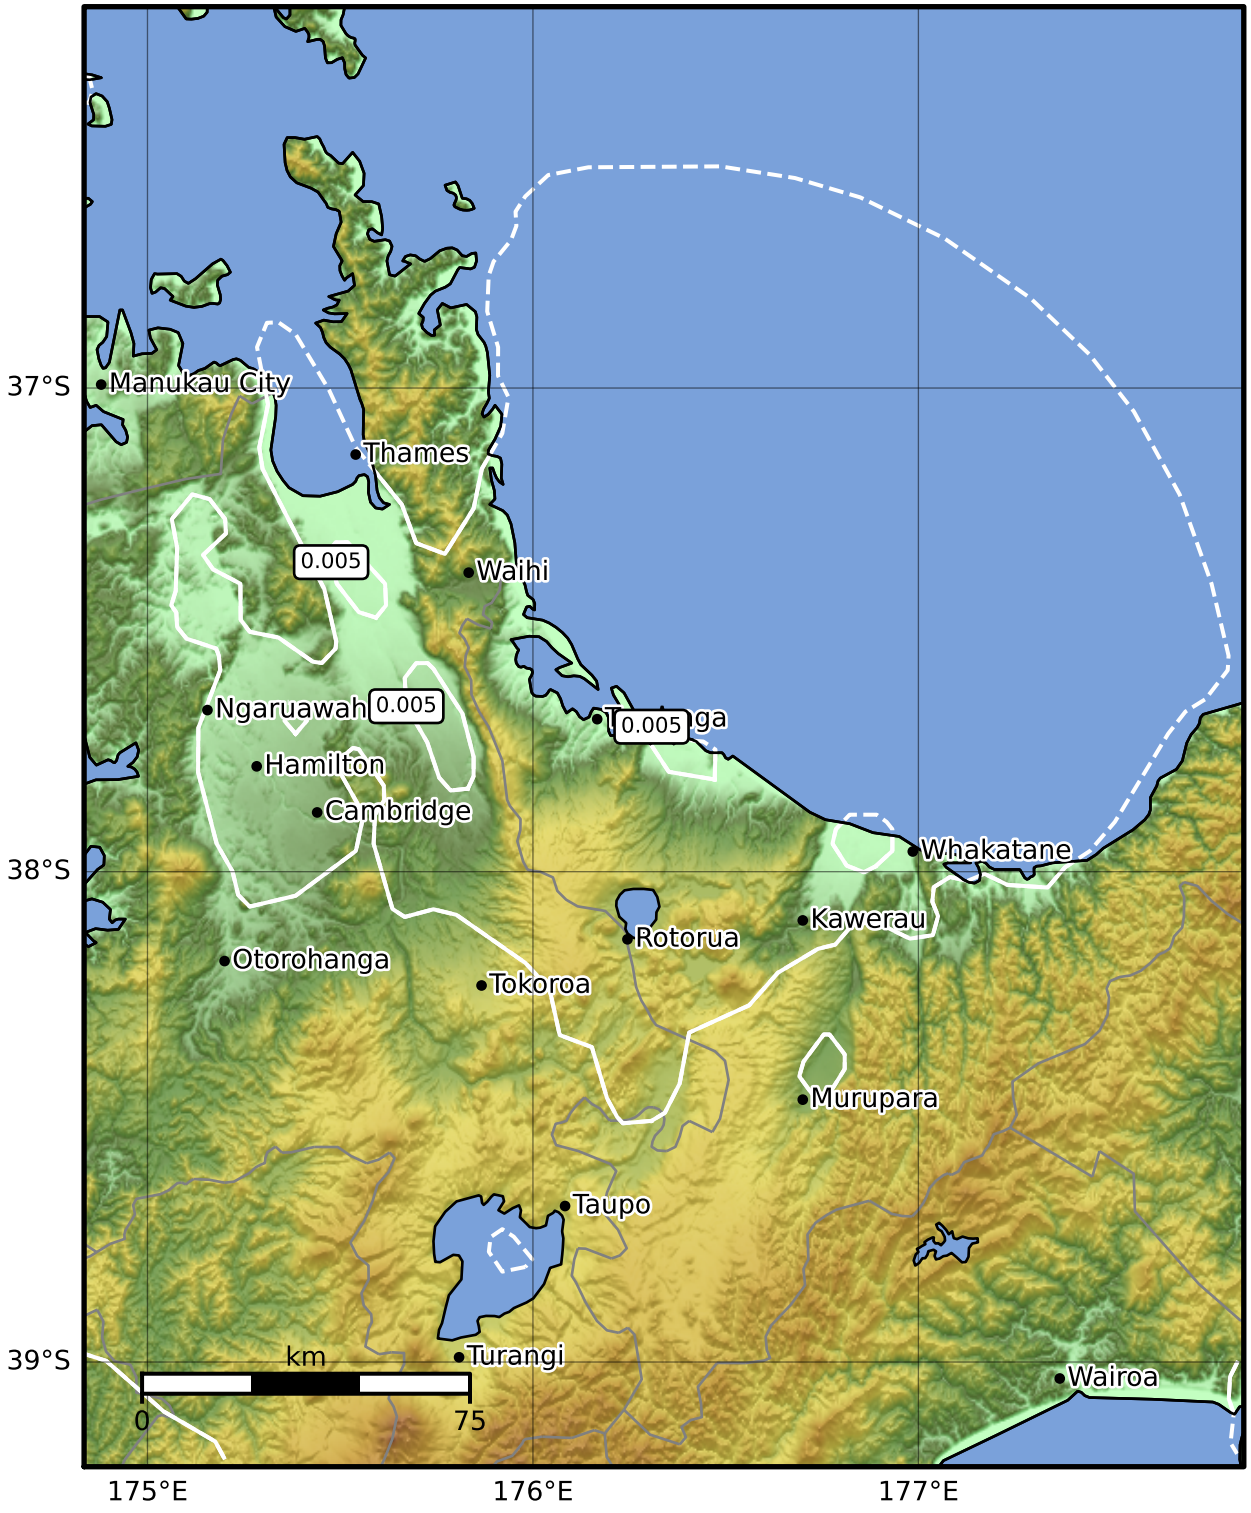 37°S
38°S
39°S
Manukau City
Thames
0.005
Waihi
Ngaruawah
0.005
0.005
Hamilton
Cambridge
Whakatane
Kawerau
Rotorua
Otorohanga
Tokoroa
Murupara
Taupo
Turangi
Wairoa
km
0
75
175°E
176°E
177°E